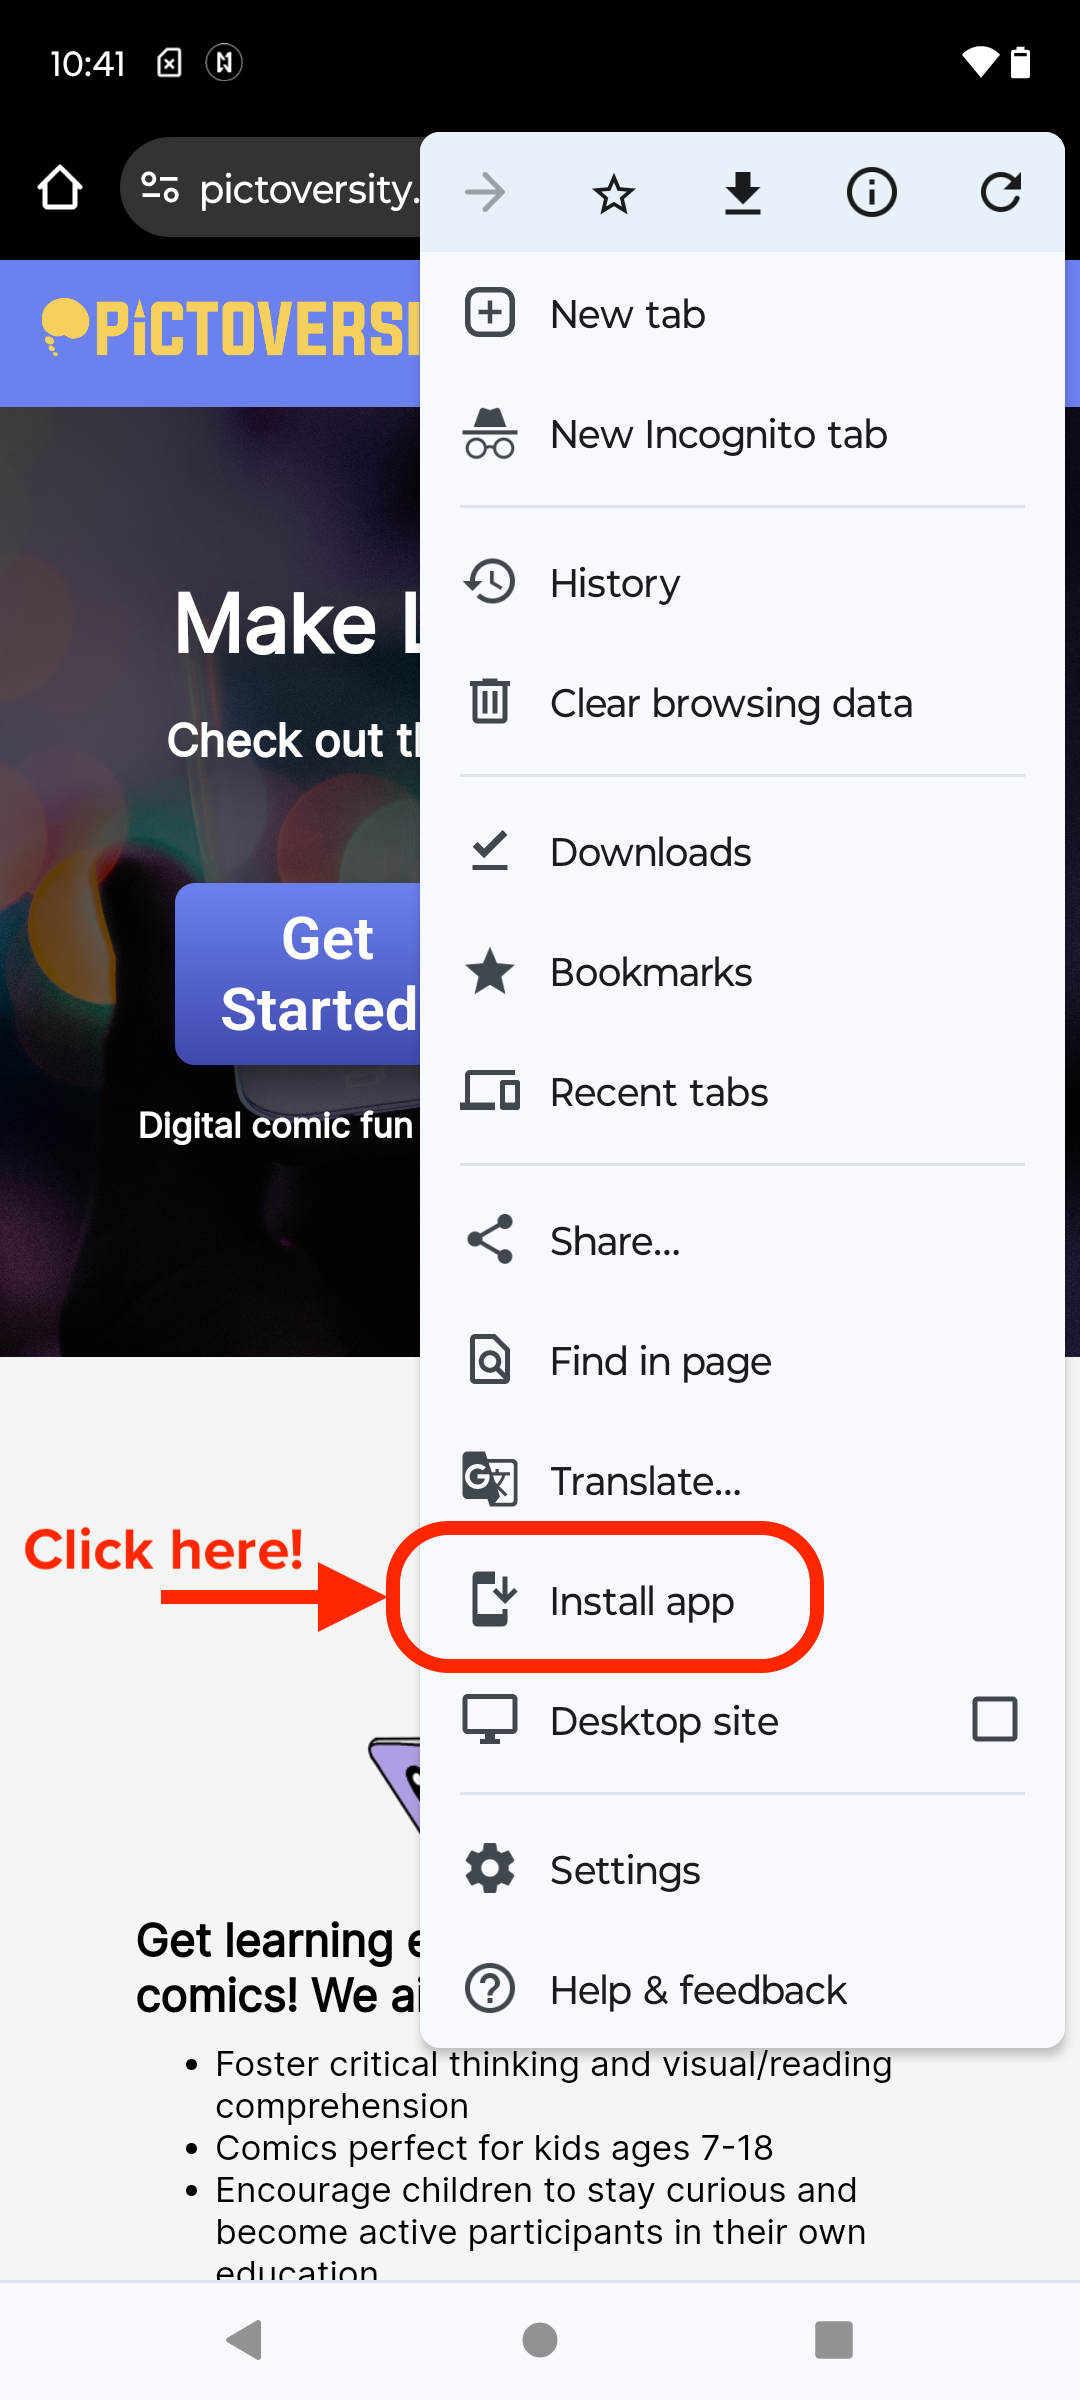 10:41
pictoversity.
PiCTOVERSI
New tab
New Incognito tab
History
Clear browsing data
Downloads
Bookmarks
Recent tabs
Share...
Find in page
Translate...
Install app
Desktop site
Settings
Help & feedback
Make L
Check out th
Get
Started
Digital comic fun
Click here!
Get learning e
comics! We ai
Foster critical thinking and visual/reading
comprehension
Comics perfect for kids ages 7-18
Encourage children to stay curious and
become active participants in their own
education